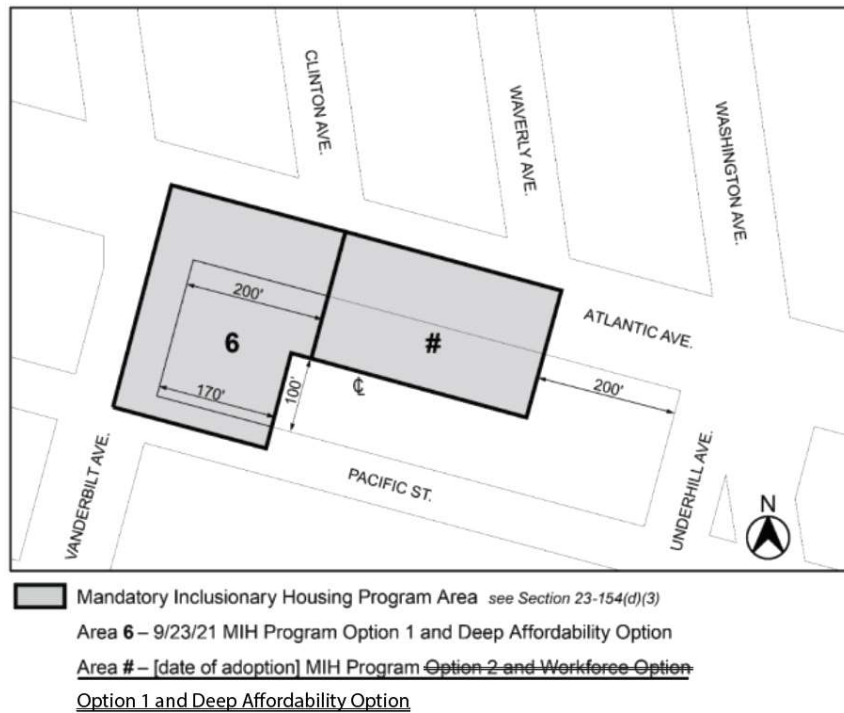 CLINTON AVE.
WAVERLY AVE.
WASHINGTON AVE.
200'
ATLANTIC AVE.
6
#
200'
170'
100'
℄
PACIFIC ST.
VANDERBILT AVE.
UNDERHILL AVE.
N
Mandatory Inclusionary Housing Program Area see Section 23-154(d)(3)
Area 6 – 9/23/21 MIH Program Option 1 and Deep Affordability Option
Area # – [date of adoption] MIH Program Option 2 and Workforce Option
Option 1 and Deep Affordability Option